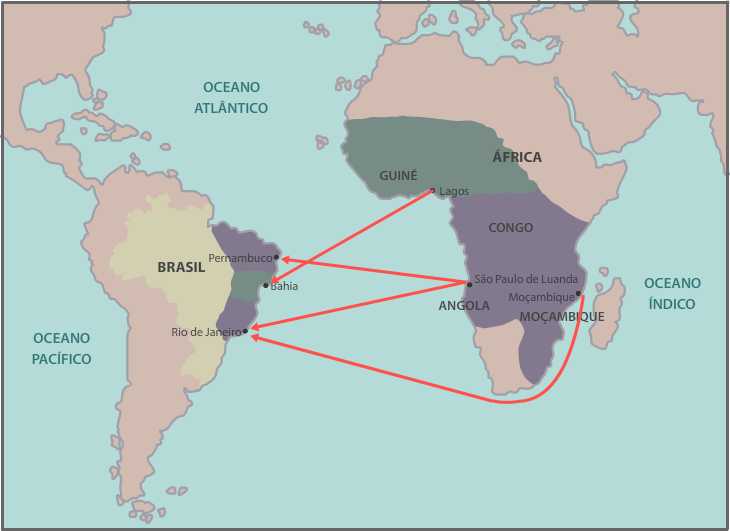 OCEANO
ATLÂNTICO
GUINÉ
ÁFRICA
Lagos
CONGO
BRASIL
Pernambuco
Bahia
São Paulo de Luanda
Moçambique
ANGOLA
MOÇAMBIQUE
OCEANO
ÍNDICO
Rio de Janeiro
OCEANO
PACÍFICO